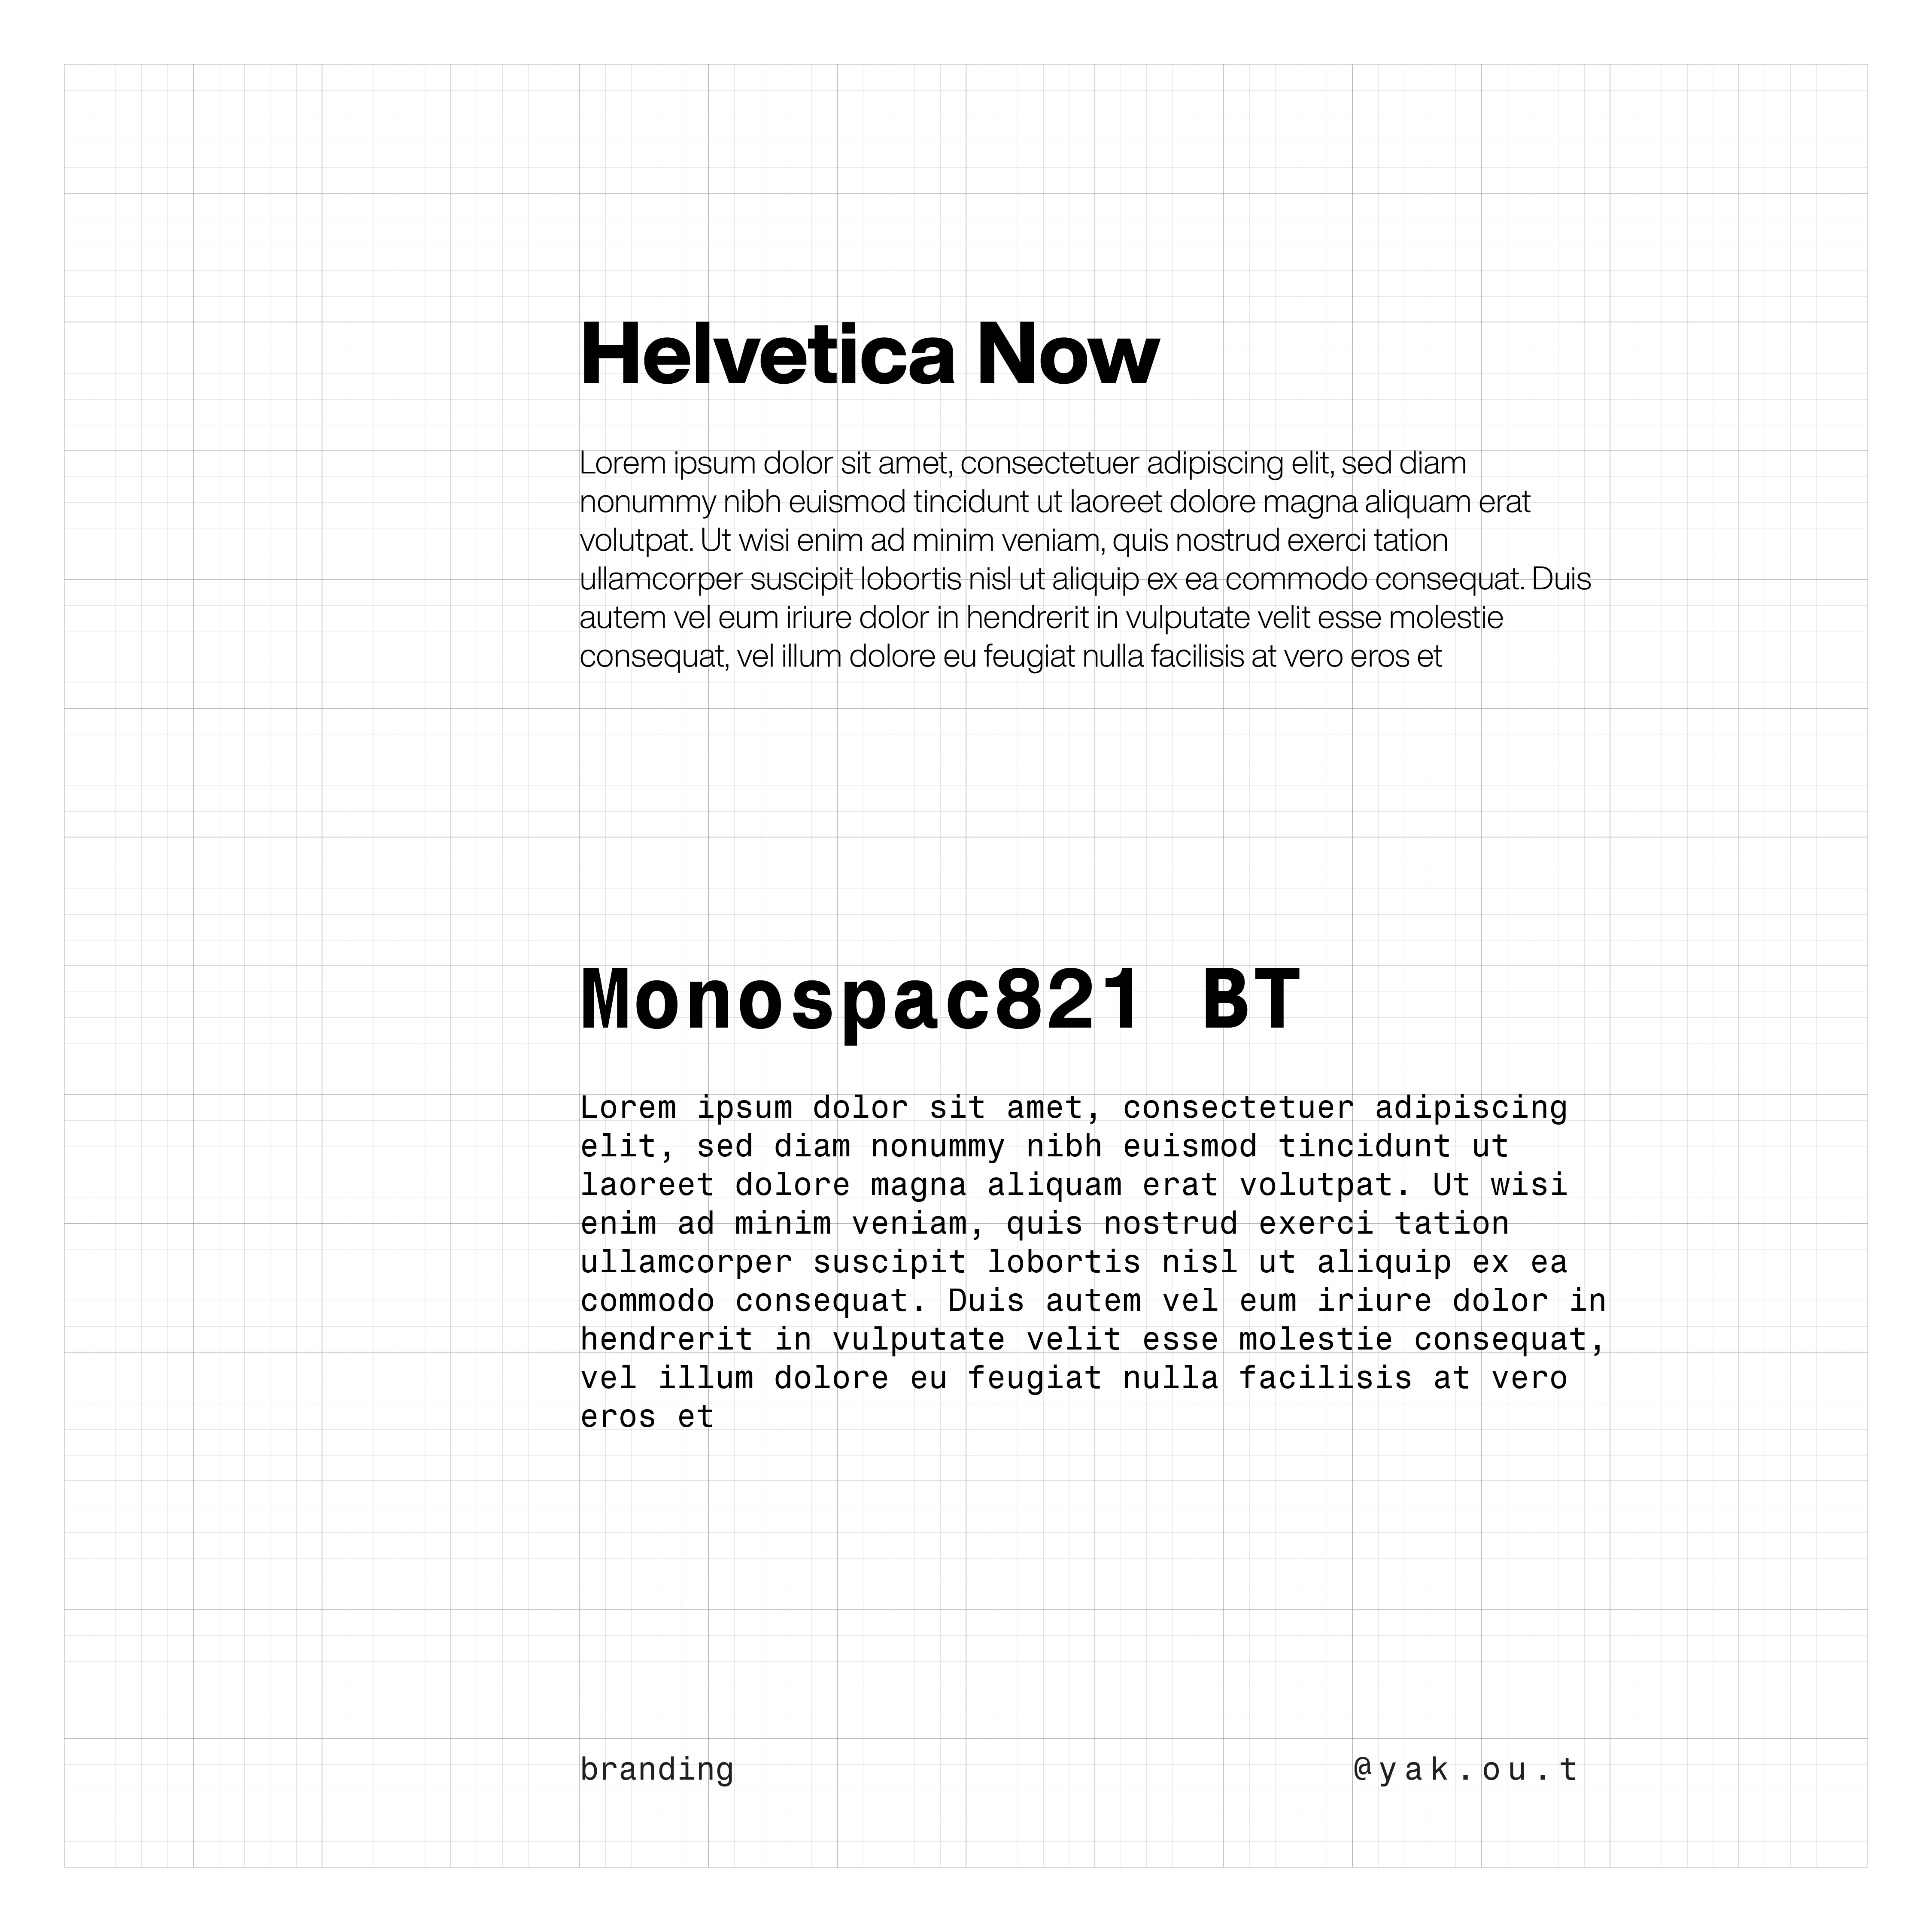 Helvetica Now
Lorem ipsum dolor sit amet, consectetuer adipiscing elit, sed diam
nonummy nibh euismod tincidunt ut laoreet dolore magna aliquam erat
volutpat. Ut wisi enim ad minim veniam, quis nostrud exerci tation
ullamcorper suscipit lobortis nisl ut aliquip ex ea commodo consequat. Duis
autem vel eum iriure dolor in hendrerit in vulputate velit esse molestie
consequat, vel illum dolore eu feugiat nulla facilisis at vero eros et
Monospac821 BT
Lorem ipsum dolor sit amet, consectetuer adipiscing
elit, sed diam nonummy nibh euismod tincidunt ut
laoreet dolore magna aliquam erat volutpat. Ut wisi
enim ad minim veniam, quis nostrud exerci tation
ullamcorper suscipit lobortis nisl ut aliquip ex ea
commodo consequat. Duis autem vel eum iriure dolor in
hendrerit in vulputate velit esse molestie consequat,
vel illum dolore eu feugiat nulla facilisis at vero
eros et
branding
@yak.ou.t